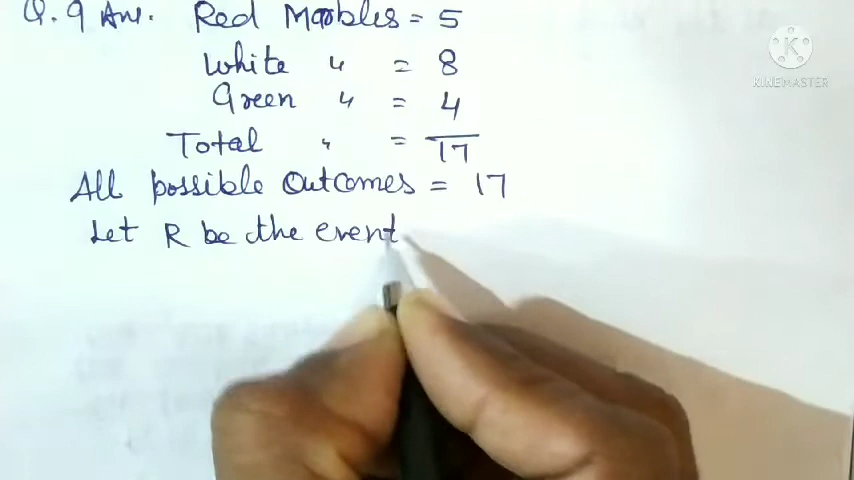 Q.9 Ans. Red Marbles = 5
White " = 8
Green " = 4
Total " = 17
All possible Outcomes = 17
Let R be the event
K
KINEMASTER